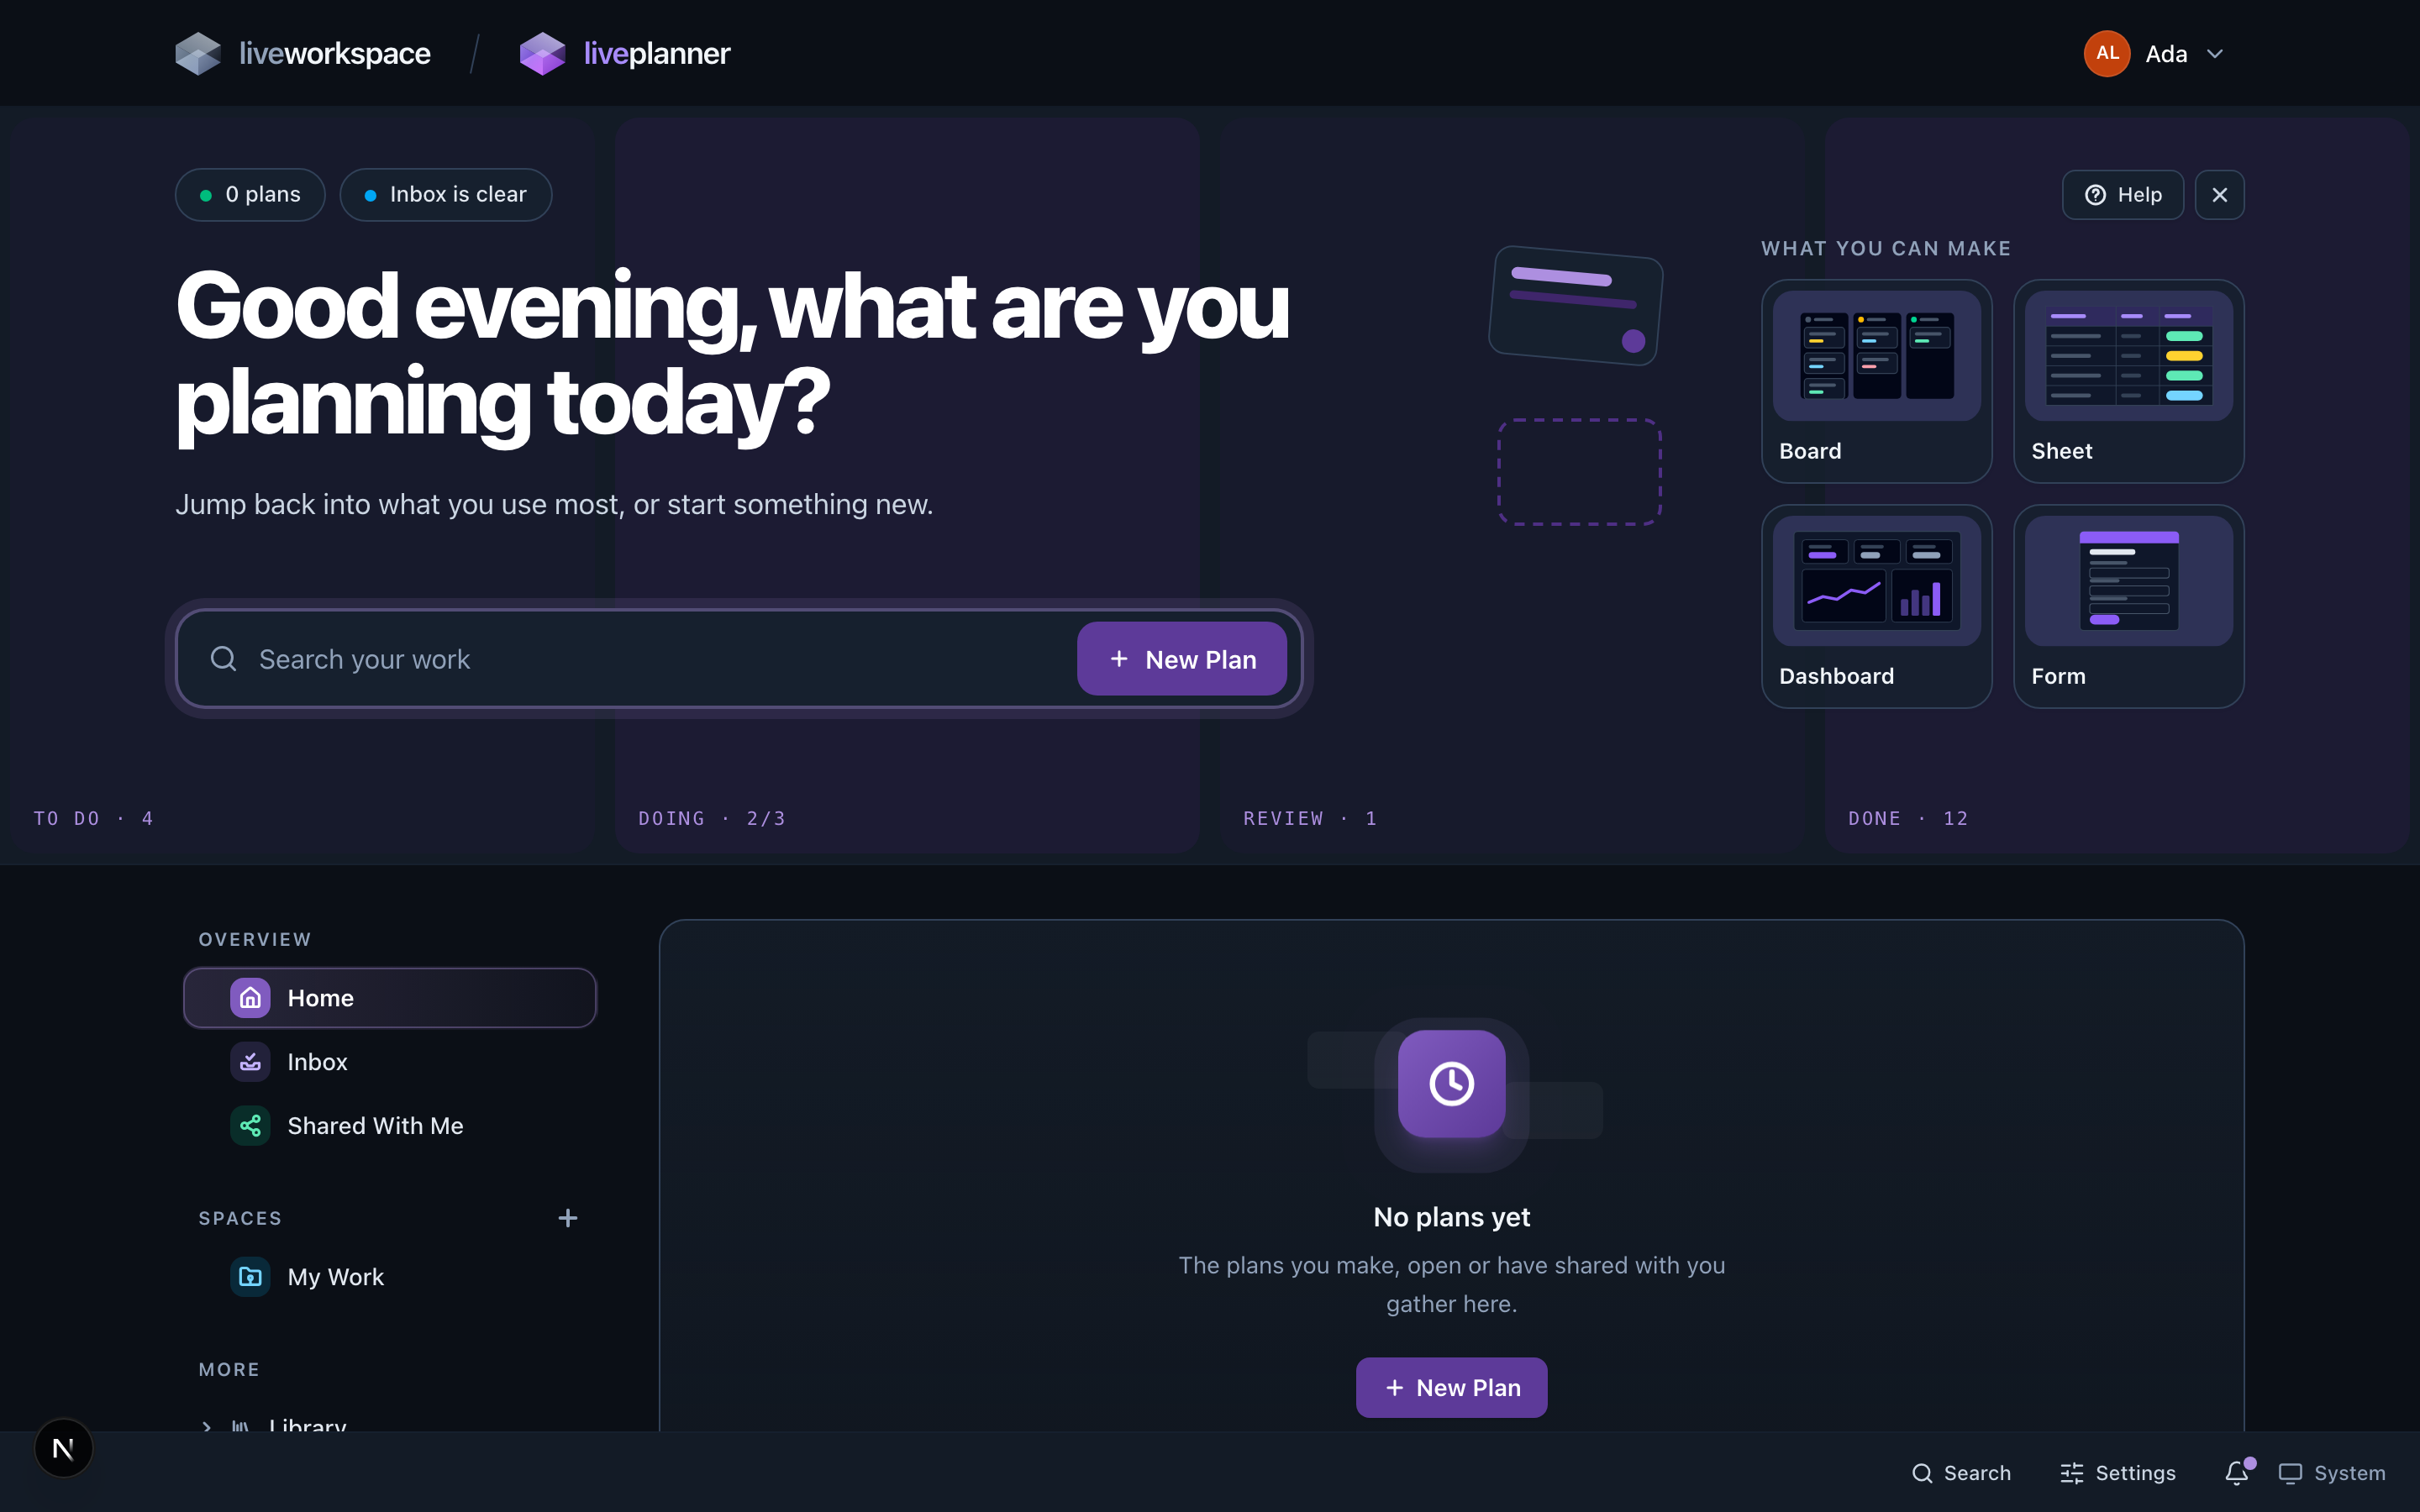 liveworkspace / liveplanner
AL Ada
0 plans
Inbox is clear
Help
Good evening, what are you
planning today?
Jump back into what you use most, or start something new.
Search your work
+ New Plan
WHAT YOU CAN MAKE
Board
Sheet
Dashboard
Form
TO DO · 4
DOING · 2/3
REVIEW · 1
DONE · 12
OVERVIEW
Home
Inbox
Shared With Me
SPACES
My Work
MORE
Library
No plans yet
The plans you make, open or have shared with you
gather here.
+ New Plan
N
Search
Settings
System